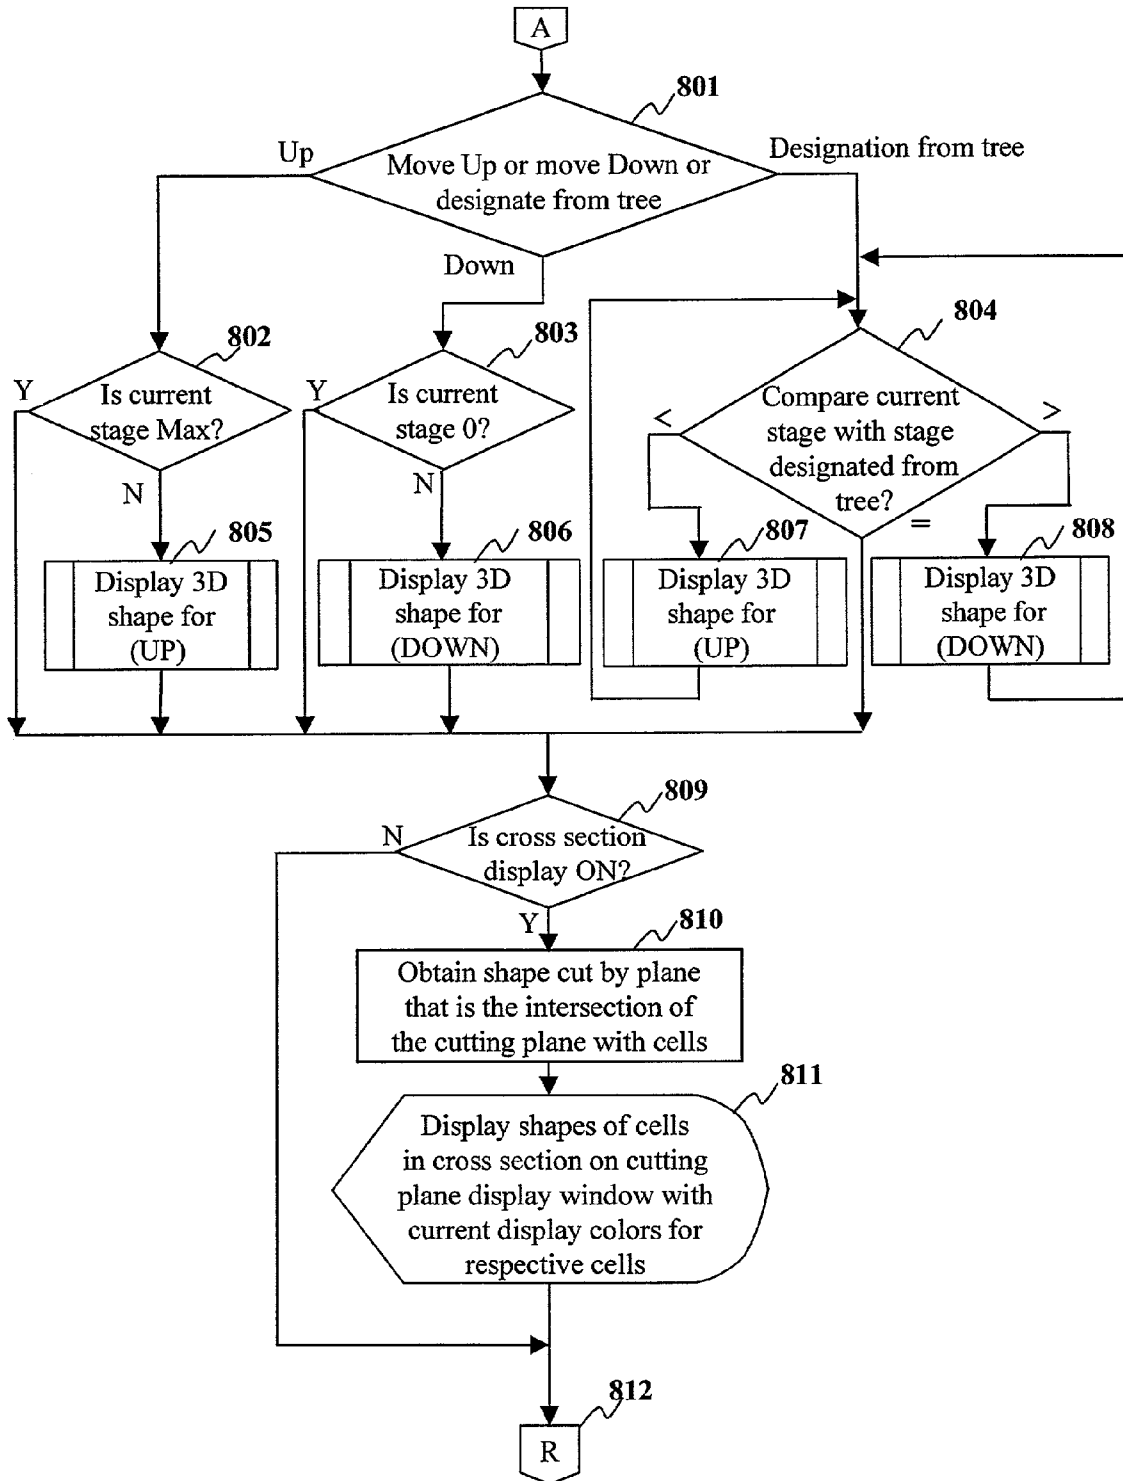 A
801
Up
Move Up or move Down or
designate from tree
Designation from tree
Down
802
Y
Is current
stage Max?
N
803
Y
Is current
stage 0?
N
804
<
Compare current
stage with stage
designated from
tree?
>
=
805
Display 3D
shape for
(UP)
806
Display 3D
shape for
(DOWN)
807
Display 3D
shape for
(UP)
808
Display 3D
shape for
(DOWN)
809
N
Is cross section
display ON?
Y
810
Obtain shape cut by plane
that is the intersection of
the cutting plane with cells
811
Display shapes of cells
in cross section on cutting
plane display window with
current display colors for
respective cells
812
R